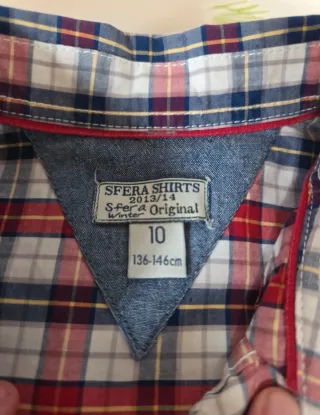 SFERA SHIRTS
2013/14
Sfera Original
Winter
10
136-146cm